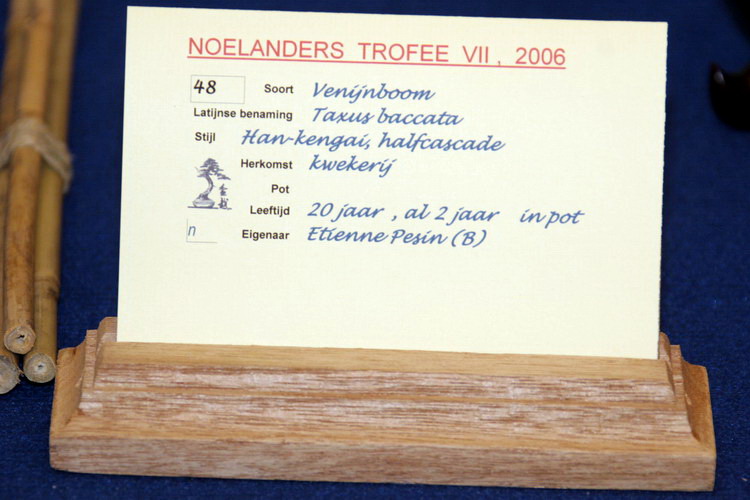 NOELANDERS TROFEE VII , 2006
48 Soort Venijnboom
Latijnse benaming Taxus baccata
Stijl Han-kengai, halfcascade
Herkomst kwekerij
Pot
Leeftijd 20 jaar , al 2 jaar in pot
n Eigenaar Etienne Pesin (B)